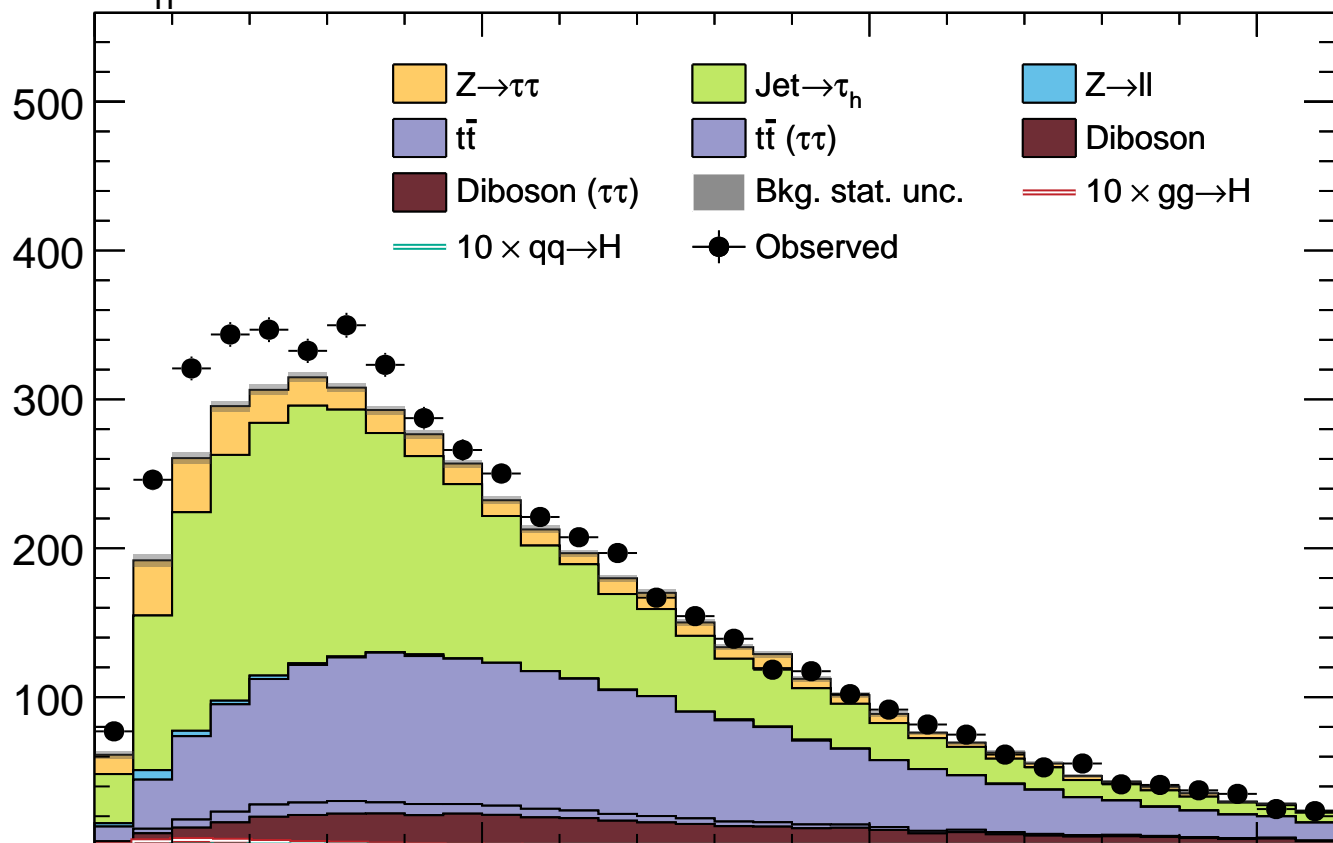 H
500
Z→ττ Jet→τh Z→ll
tt̄ tt̄ (ττ) Diboson
Diboson (ττ) Bkg. stat. unc. 10 × gg→H
400
10 × qq→H Observed
300
200
100